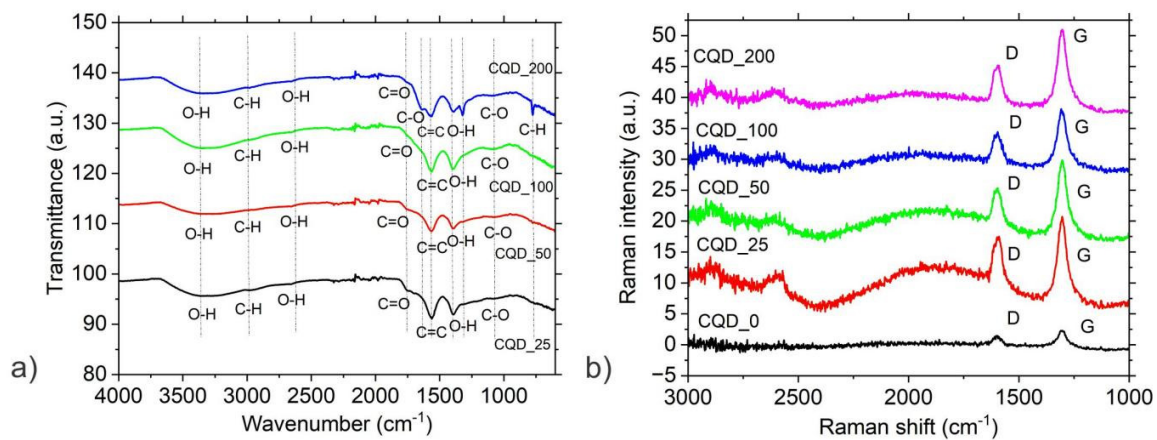 150
140
130
120
110
100
90
80
Transmittance (a.u.)
CQD_200
O-H
C-H
O-H
C=O
C-O
C=C
O-H
C-O
C-H
O-H
C-H
O-H
C=O
C=C
O-H
C-O
CQD_100
O-H
C-H
O-H
C=O
C=C
O-H
C-O
CQD_50
O-H
C-H
O-H
C=O
C=C
O-H
C-O
CQD_25
4000 3500 3000 2500 2000 1500 1000
Wavenumber (cm-1)
a)
50
45
40
35
30
25
20
15
10
5
0
−5
Raman intensity (a.u.)
CQD_200
D
G
CQD_100
D
G
CQD_50
D
G
CQD_25
D
G
CQD_0
D
G
3000 2500 2000 1500 1000
Raman shift (cm-1)
b)